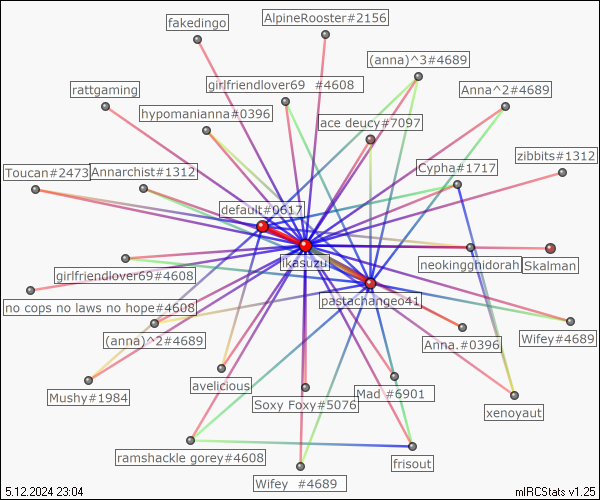 AlpineRooster#2156
fakedingo
(anna)^3#4689
girlfriendlover69 #4608
Anna^2#4689
rattgaming
hypomanianna#0396
ace deucy#7097
zibbits#1312
Toucan#2473
Annarchist#1312
Cypha#1717
default#0617
ikasuzu
neokingghidorah
Skalman
girlfriendlover69#4608
pastachangeo41
no cops no laws no hope#4608
(anna)^2#4689
Anna.#0396
Wifey#4689
Mushy#1984
avelicious
Soxy Foxy#5076
Mad #6901
xenoyaut
ramshackle gorey#4608
frisout
Wifey #4689
5.12.2024 23:04
mIRCStats v1.25